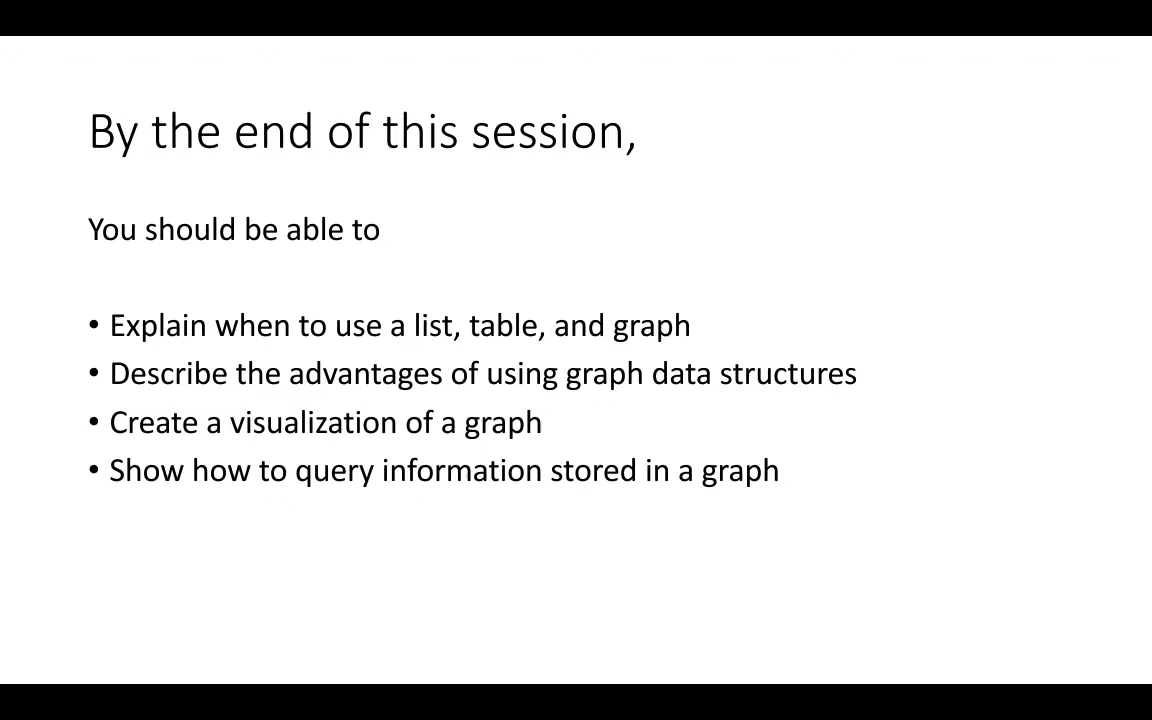 By the end of this session,
You should be able to
• Explain when to use a list, table, and graph
• Describe the advantages of using graph data structures
• Create a visualization of a graph
• Show how to query information stored in a graph